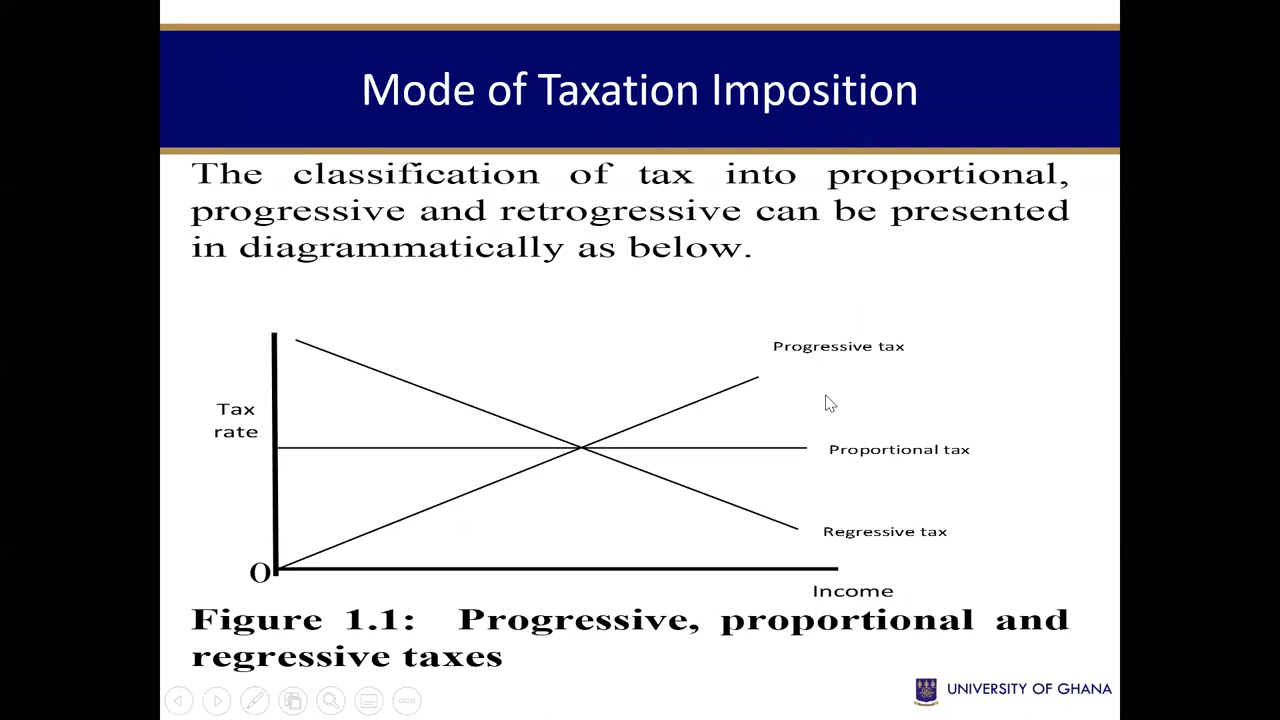 Mode of Taxation Imposition
The classification of tax into proportional,
progressive and retrogressive can be presented
in diagrammatically as below.
Progressive tax
Tax
rate
Proportional tax
Regressive tax
O
Income
Figure 1.1: Progressive, proportional and
regressive taxes
UNIVERSITY OF GHANA